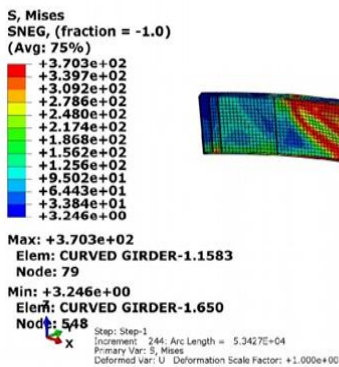 S, Mises
SNEG, (fraction = -1.0)
(Avg: 75%)
+3.703e+02
+3.397e+02
+3.092e+02
+2.786e+02
+2.480e+02
+2.174e+02
+1.868e+02
+1.562e+02
+1.256e+02
+9.502e+01
+6.443e+01
+3.384e+01
+3.246e+00
Max: +3.703e+02
Elem: CURVED GIRDER-1.1583
Node: 79
Min: +3.246e+00
Elem: CURVED GIRDER-1.650
Node: 548
Z
Y
X
Step: Step-1
Increment 244: Arc Length = 5.3427E+04
Primary Var: S, Mises
Deformed Var: U Deformation Scale Factor: +1.000e+00